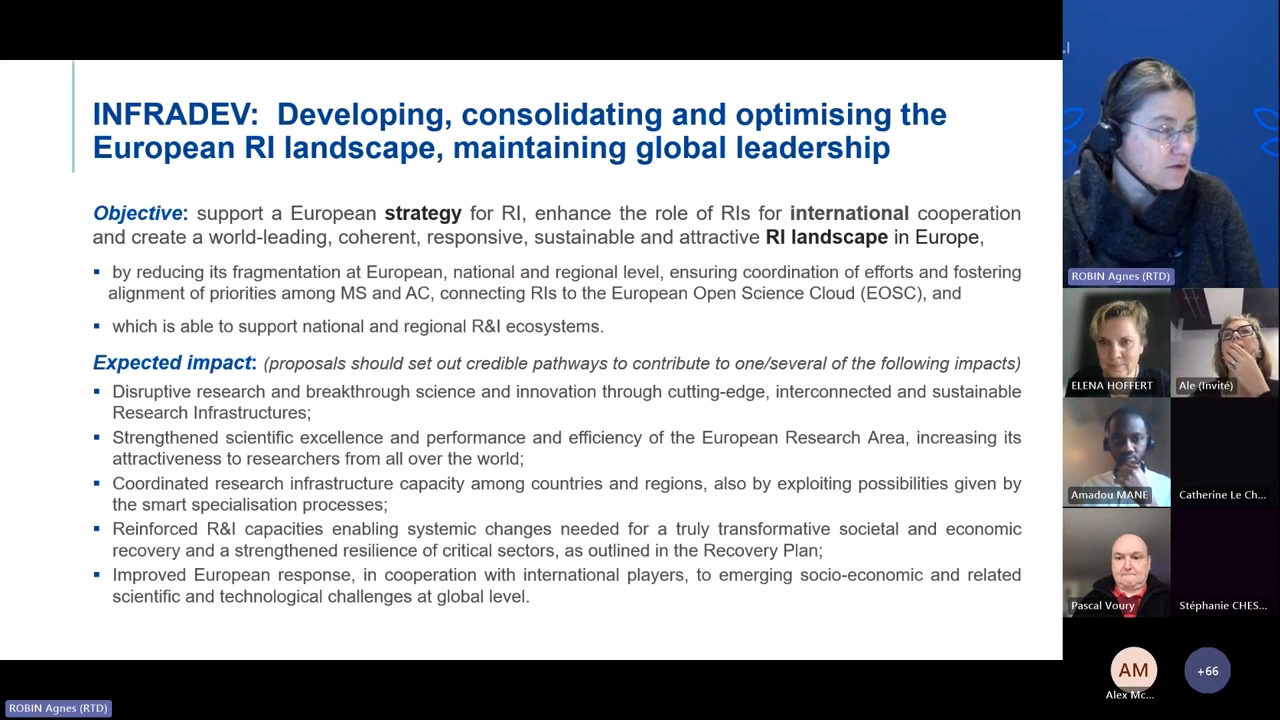 INFRADEV: Developing, consolidating and optimising the
European RI landscape, maintaining global leadership
Objective: support a European strategy for RI, enhance the role of RIs for international cooperation
and create a world-leading, coherent, responsive, sustainable and attractive RI landscape in Europe,
▪ by reducing its fragmentation at European, national and regional level, ensuring coordination of efforts and fostering
alignment of priorities among MS and AC, connecting RIs to the European Open Science Cloud (EOSC), and
▪ which is able to support national and regional R&I ecosystems.
Expected impact: (proposals should set out credible pathways to contribute to one/several of the following impacts)
▪ Disruptive research and breakthrough science and innovation through cutting-edge, interconnected and sustainable
Research Infrastructures;
▪ Strengthened scientific excellence and performance and efficiency of the European Research Area, increasing its
attractiveness to researchers from all over the world;
▪ Coordinated research infrastructure capacity among countries and regions, also by exploiting possibilities given by
the smart specialisation processes;
▪ Reinforced R&I capacities enabling systemic changes needed for a truly transformative societal and economic
recovery and a strengthened resilience of critical sectors, as outlined in the Recovery Plan;
▪ Improved European response, in cooperation with international players, to emerging socio-economic and related
scientific and technological challenges at global level.
ROBIN Agnes (RTD)
ELENA HOFFERT
Ale (Invité)
Amadou MANE
Catherine Le Ch...
Pascal Voury
Stéphanie CHES...
AM
+66
Alex Mc...
ROBIN Agnes (RTD)